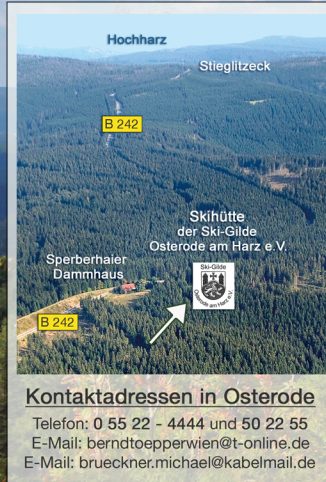 Hochharz
Stieglitzeck
B 242
Skihütte
der Ski-Gilde
Osterode am Harz e.V.
Sperberhaier
Dammhaus
Ski-Gilde
Osterode am Harz e.V.
B 242
Kontaktadressen in Osterode
Telefon: 0 55 22 - 4444 und 50 22 55
E-Mail: berndtoepperwien@t-online.de
E-Mail: brueckner.michael@kabelmail.de